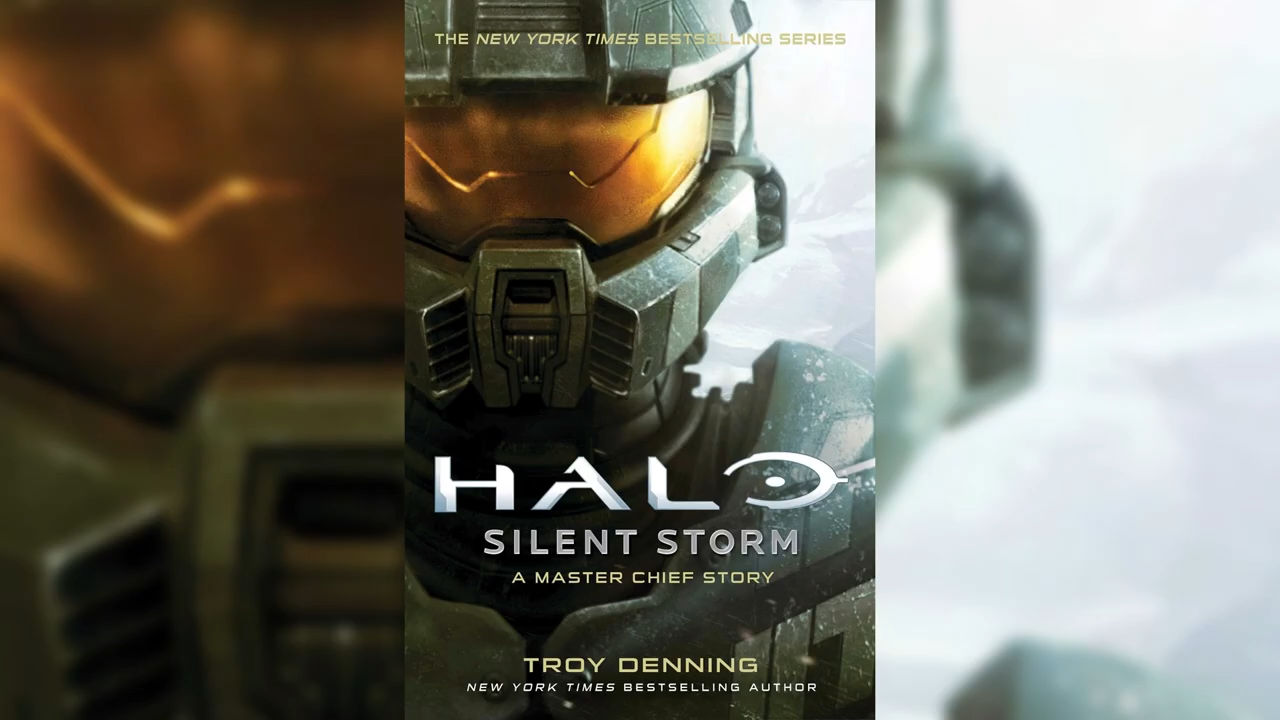 THE NEW YORK TIMES BESTSELLING SERIES
HALO
SILENT STORM
A MASTER CHIEF STORY
TROY DENNING
NEW YORK TIMES BESTSELLING AUTHOR